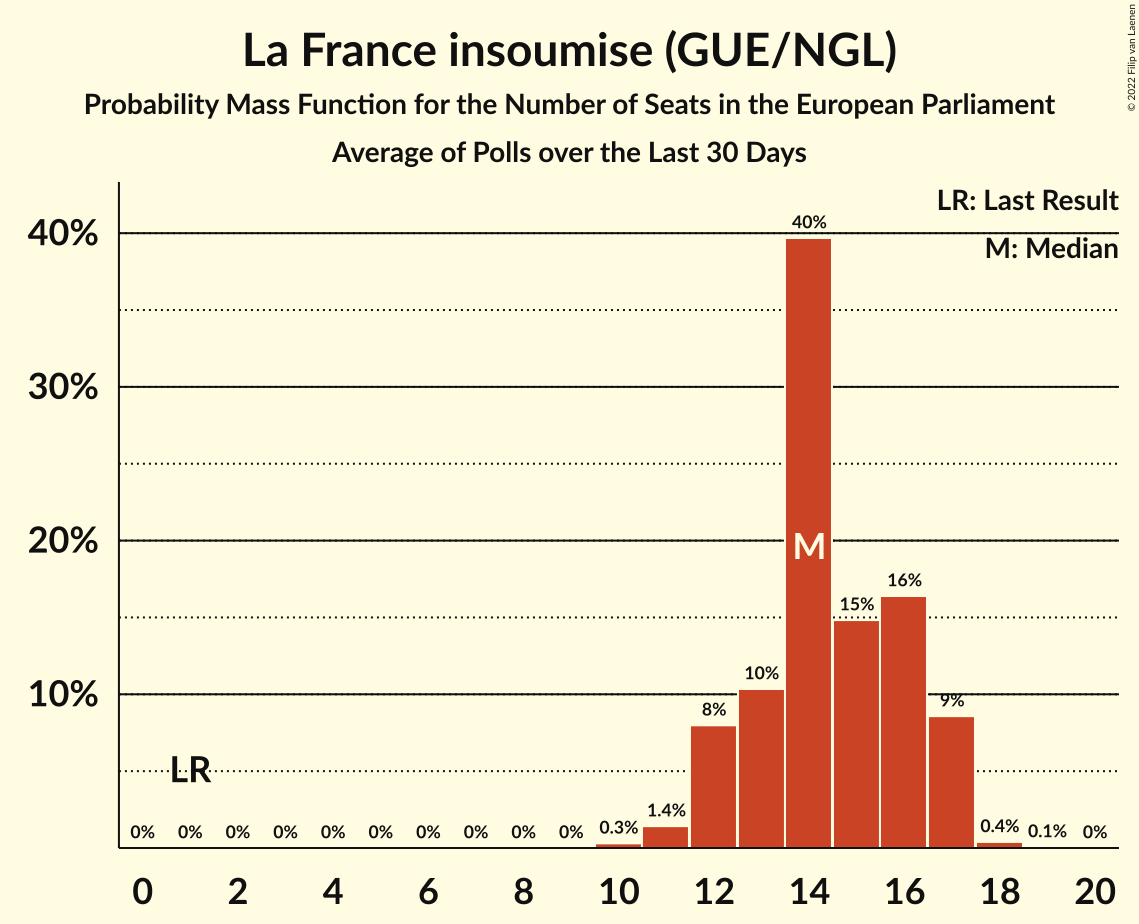 La France insoumise (GUE/NGL)
Probability Mass Function for the Number of Seats in the European Parliament
Average of Polls over the Last 30 Days
© 2022 Filip van Laenen
LR: Last Result
M: Median
40%
30%
20%
10%
LR
M
0% 0% 0% 0% 0% 0% 0% 0% 0% 0% 0.3% 1.4% 8% 10% 40% 15% 16% 9% 0.4% 0.1% 0%
0 2 4 6 8 10 12 14 16 18 20